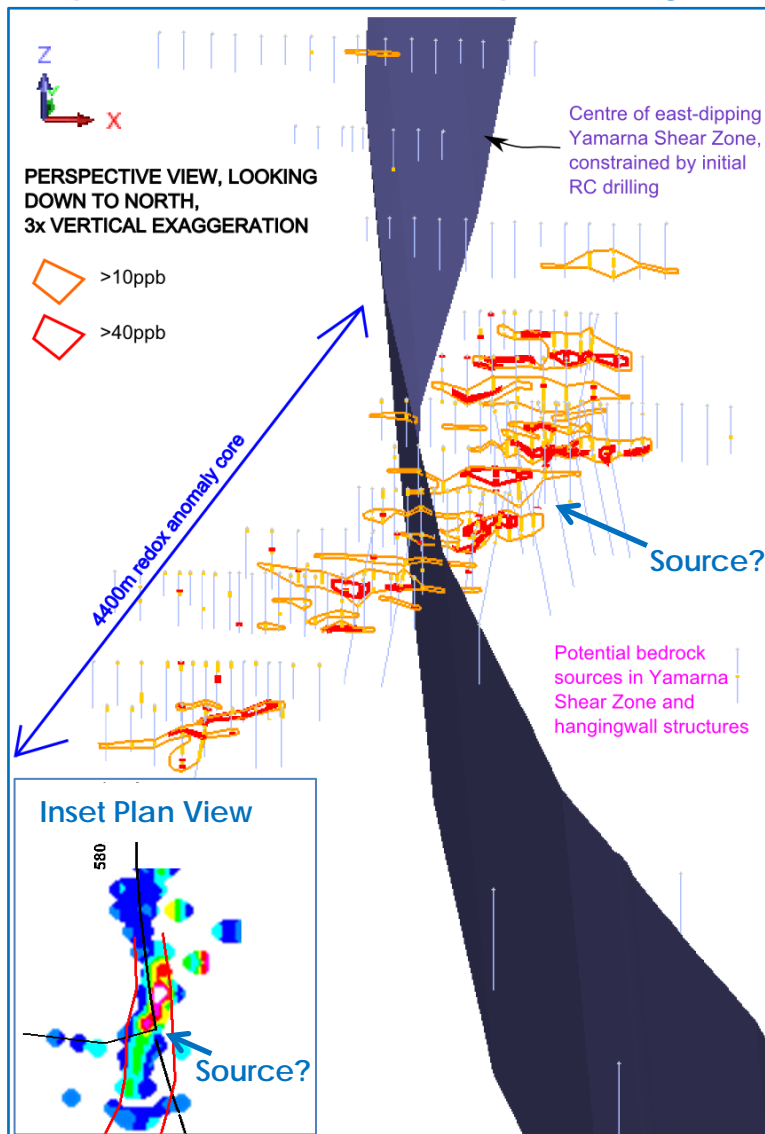 Z
Y
X
Centre of east-dipping
Yamarna Shear Zone,
constrained by initial
RC drilling
PERSPECTIVE VIEW, LOOKING
DOWN TO NORTH,
3x VERTICAL EXAGGERATION
>10ppb
>40ppb
4400m redox anomaly core
Source?
Potential bedrock
sources in Yamarna
Shear Zone and
hangingwall structures
Inset Plan View
580
Source?